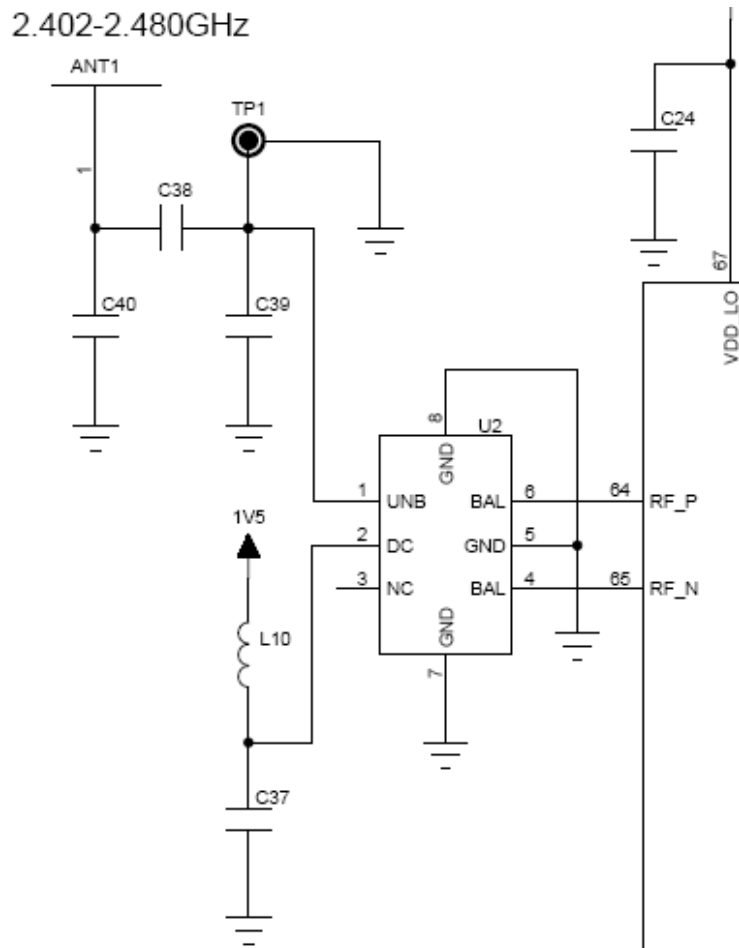 2.402-2.480GHz
ANT1
TP1
C24
1
C38
67
C40
C39
VDD_LO
8
U2
GND
1
UNB
BAL
6
64
RF_P
1V5
2
DC
GND
5
3
NC
BAL
4
65
RF_N
GND
L10
7
C37